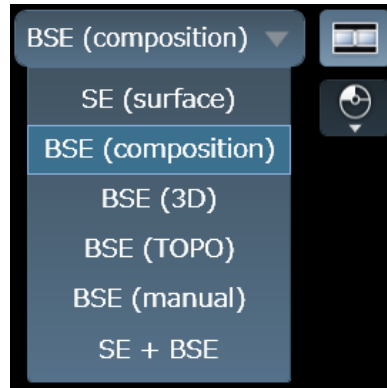 BSE (composition)
SE (surface)
BSE (composition)
BSE (3D)
BSE (TOPO)
BSE (manual)
SE + BSE